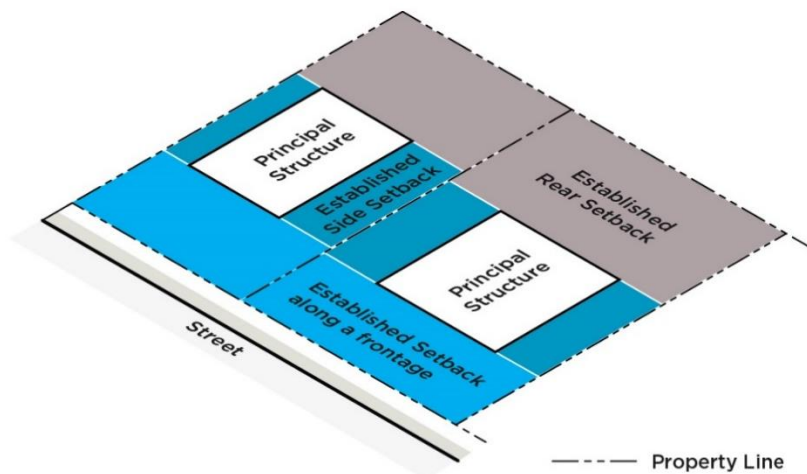 Principal
Structure
Established
Side Setback
Established
Rear Setback
Principal
Structure
Established Setback
along a frontage
Street
Property Line